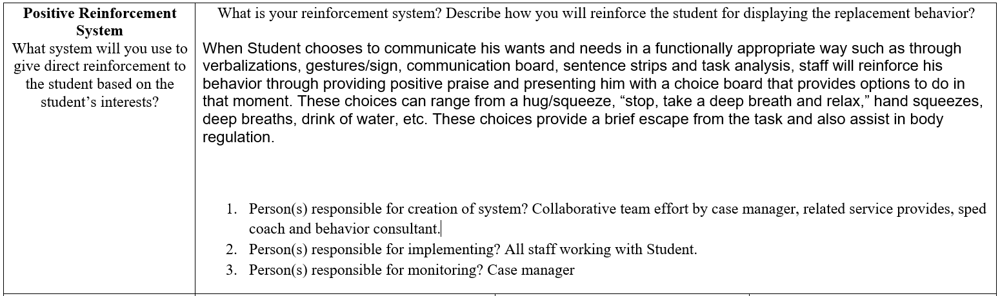 Positive Reinforcement
System
What system will you use to
give direct reinforcement to
the student based on the
student's interests?
What is your reinforcement system? Describe how you will reinforce the student for displaying the replacement behavior?
When Student chooses to communicate his wants and needs in a functionally appropriate way such as through
verbalizations, gestures/sign, communication board, sentence strips and task analysis, staff will reinforce his
behavior through providing positive praise and presenting him with a choice board that provides options to do in
that moment. These choices can range from a hug/squeeze, “stop, take a deep breath and relax,” hand squeezes,
deep breaths, drink of water, etc. These choices provide a brief escape from the task and also assist in body
regulation.
1. Person(s) responsible for creation of system? Collaborative team effort by case manager, related service provides, sped
coach and behavior consultant.
2. Person(s) responsible for implementing? All staff working with Student.
3. Person(s) responsible for monitoring? Case manager